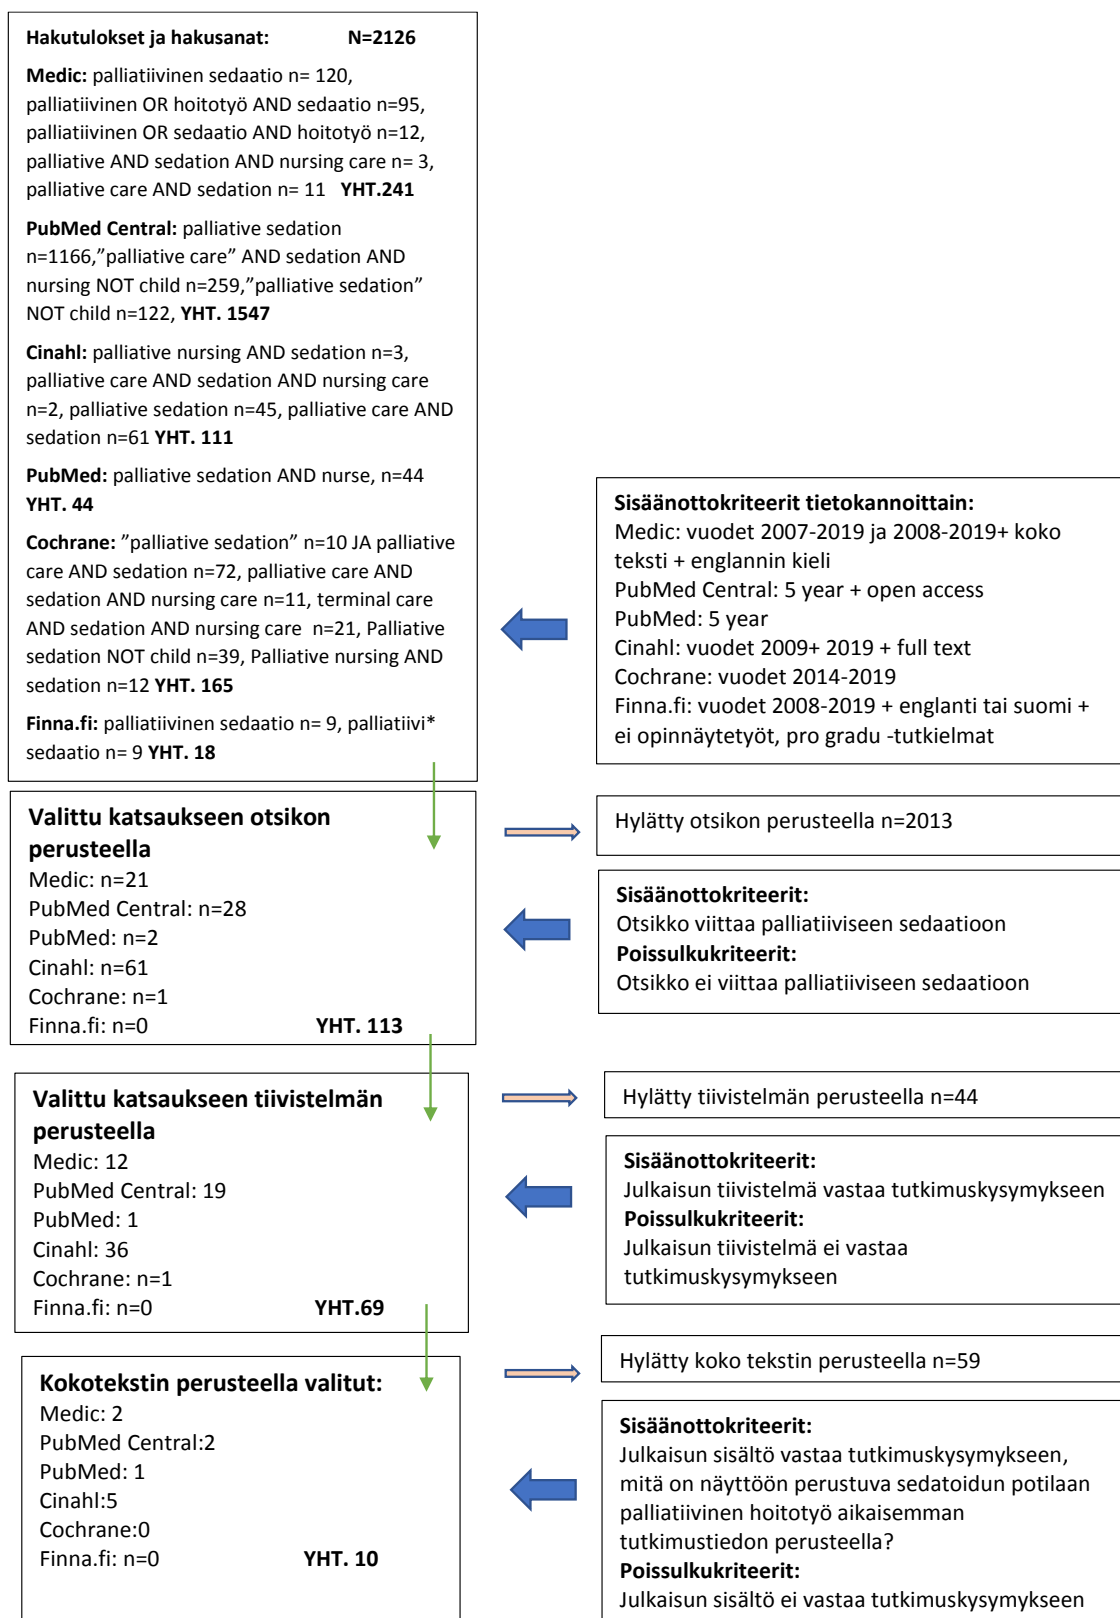 Hakutulokset ja hakusanat: N=2126
Medic: palliatiivinen sedaatio n= 120,
palliatiivinen OR hoitotyö AND sedaatio n=95,
palliatiivinen OR sedaatio AND hoitotyö n=12,
palliative AND sedation AND nursing care n= 3,
palliative care AND sedation n= 11 YHT.241
PubMed Central: palliative sedation
n=1166,”palliative care” AND sedation AND
nursing NOT child n=259,”palliative sedation”
NOT child n=122, YHT. 1547
Cinahl: palliative nursing AND sedation n=3,
palliative care AND sedation AND nursing care
n=2, palliative sedation n=45, palliative care AND
sedation n=61 YHT. 111
PubMed: palliative sedation AND nurse, n=44
YHT. 44
Cochrane: ”palliative sedation” n=10 JA palliative
care AND sedation n=72, palliative care AND
sedation AND nursing care n=11, terminal care
AND sedation AND nursing care n=21, Palliative
sedation NOT child n=39, Palliative nursing AND
sedation n=12 YHT. 165
Finna.fi: palliatiivinen sedaatio n= 9, palliatiivi*
sedaatio n= 9 YHT. 18
Sisäänottokriteerit tietokannoittain:
Medic: vuodet 2007-2019 ja 2008-2019+ koko
teksti + englannin kieli
PubMed Central: 5 year + open access
PubMed: 5 year
Cinahl: vuodet 2009+ 2019 + full text
Cochrane: vuodet 2014-2019
Finna.fi: vuodet 2008-2019 + englanti tai suomi +
ei opinnäytetyöt, pro gradu -tutkielmat
Valittu katsaukseen otsikon
perusteella
Medic: n=21
PubMed Central: n=28
PubMed: n=2
Cinahl: n=61
Cochrane: n=1
Finna.fi: n=0 YHT. 113
Hylätty otsikon perusteella n=2013
Sisäänottokriteerit:
Otsikko viittaa palliatiiviseen sedaatioon
Poissulkukriteerit:
Otsikko ei viittaa palliatiiviseen sedaatioon
Valittu katsaukseen tiivistelmän
perusteella
Medic: 12
PubMed Central: 19
PubMed: 1
Cinahl: 36
Cochrane: n=1
Finna.fi: n=0 YHT.69
Hylätty tiivistelmän perusteella n=44
Sisäänottokriteerit:
Julkaisun tiivistelmä vastaa tutkimuskysymykseen
Poissulkukriteerit:
Julkaisun tiivistelmä ei vastaa
tutkimuskysymykseen
Kokotekstin perusteella valitut:
Medic: 2
PubMed Central:2
PubMed: 1
Cinahl:5
Cochrane:0
Finna.fi: n=0 YHT. 10
Hylätty koko tekstin perusteella n=59
Sisäänottokriteerit:
Julkaisun sisältö vastaa tutkimuskysymykseen,
mitä on näyttöön perustuva sedatoidun potilaan
palliatiivinen hoitotyö aikaisemman
tutkimustiedon perusteella?
Poissulkukriteerit:
Julkaisun sisältö ei vastaa tutkimuskysymykseen